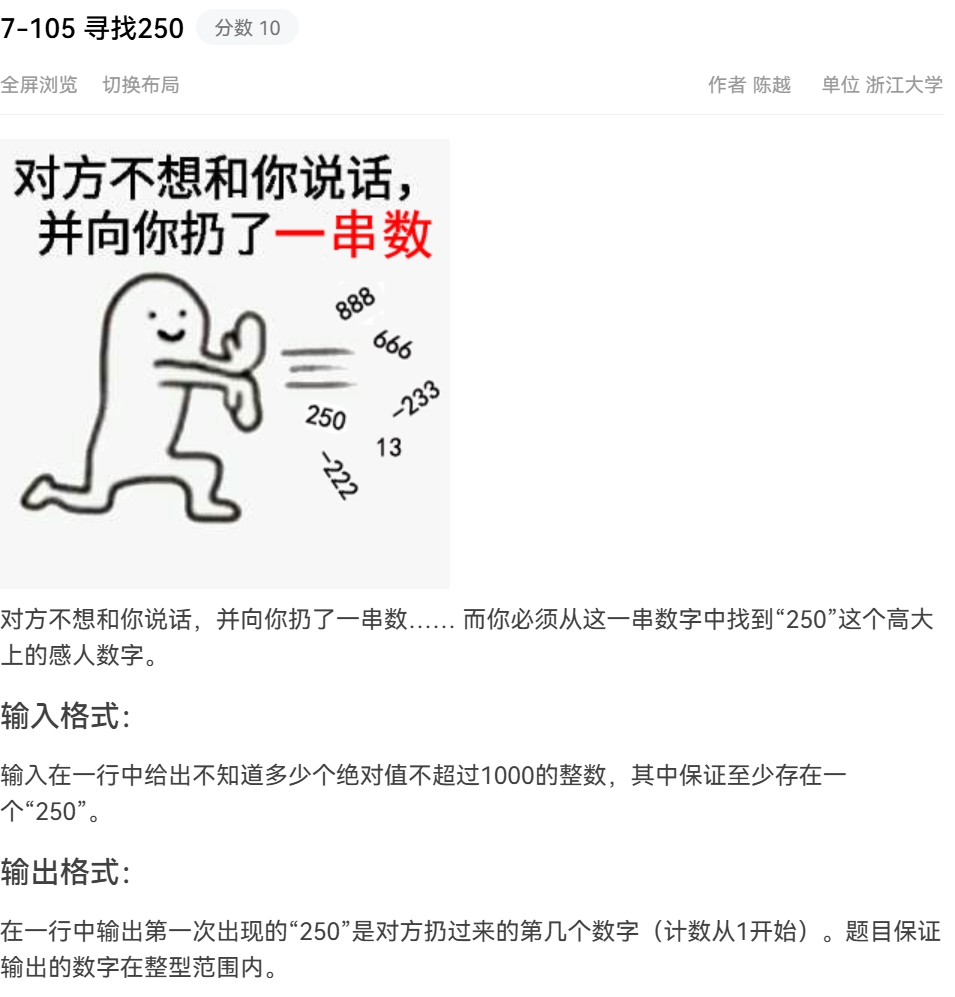 7-105 寻找250 分数 10
全屏浏览 切换布局 作者 陈越 单位 浙江大学
对方不想和你说话，
并向你扔了一串数
888
666
-233
250
13
-222
对方不想和你说话，并向你扔了一串数…… 而你必须从这一串数字中找到“250”这个高大
上的感人数字。
输入格式：
输入在一行中给出不知道多少个绝对值不超过1000的整数，其中保证至少存在一
个“250”。
输出格式：
在一行中输出第一次出现的“250”是对方扔过来的第几个数字（计数从1开始）。题目保证
输出的数字在整型范围内。